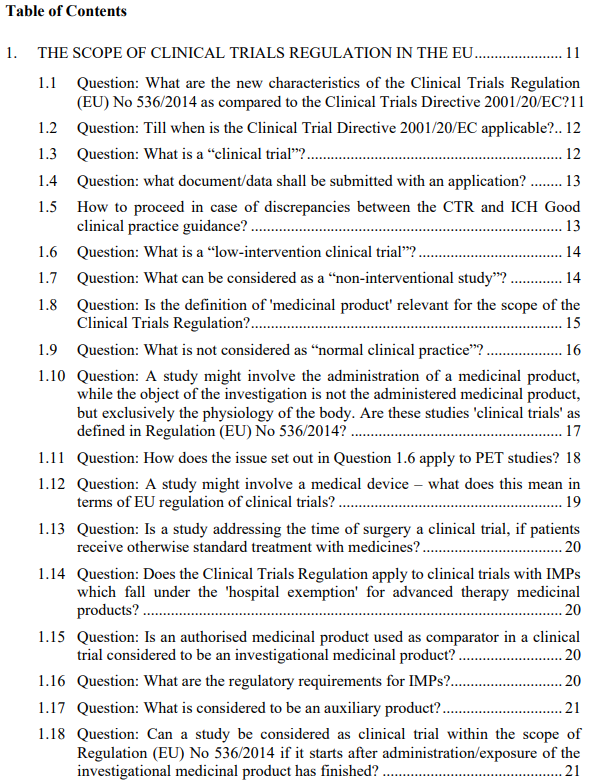 Table of Contents
1. THE SCOPE OF CLINICAL TRIALS REGULATION IN THE EU....................... 11
1.1 Question: What are the new characteristics of the Clinical Trials Regulation
(EU) No 536/2014 as compared to the Clinical Trials Directive 2001/20/EC?11
1.2 Question: Till when is the Clinical Trial Directive 2001/20/EC applicable?.. 12
1.3 Question: What is a “clinical trial”?.................................................................. 12
1.4 Question: what document/data shall be submitted with an application? ........ 13
1.5 How to proceed in case of discrepancies between the CTR and ICH Good
clinical practice guidance? ................................................................................ 13
1.6 Question: What is a “low-intervention clinical trial”?..................................... 14
1.7 Question: What can be considered as a “non-interventional study”? ............. 14
1.8 Question: Is the definition of 'medicinal product' relevant for the scope of the
Clinical Trials Regulation?................................................................................ 15
1.9 Question: What is not considered as “normal clinical practice”? ................... 16
1.10 Question: A study might involve the administration of a medicinal product,
while the object of the investigation is not the administered medicinal product,
but exclusively the physiology of the body. Are these studies 'clinical trials' as
defined in Regulation (EU) No 536/2014? ...................................................... 17
1.11 Question: How does the issue set out in Question 1.6 apply to PET studies? 18
1.12 Question: A study might involve a medical device – what does this mean in
terms of EU regulation of clinical trials? ......................................................... 19
1.13 Question: Is a study addressing the time of surgery a clinical trial, if patients
receive otherwise standard treatment with medicines? .................................... 20
1.14 Question: Does the Clinical Trials Regulation apply to clinical trials with IMPs
which fall under the 'hospital exemption' for advanced therapy medicinal
products? ........................................................................................................... 20
1.15 Question: Is an authorised medicinal product used as comparator in a clinical
trial considered to be an investigational medicinal product? ........................... 20
1.16 Question: What are the regulatory requirements for IMPs?............................. 20
1.17 Question: What is considered to be an auxiliary product?............................... 21
1.18 Question: Can a study be considered as clinical trial within the scope of
Regulation (EU) No 536/2014 if it starts after administration/exposure of the
investigational medicinal product has finished? .............................................. 21